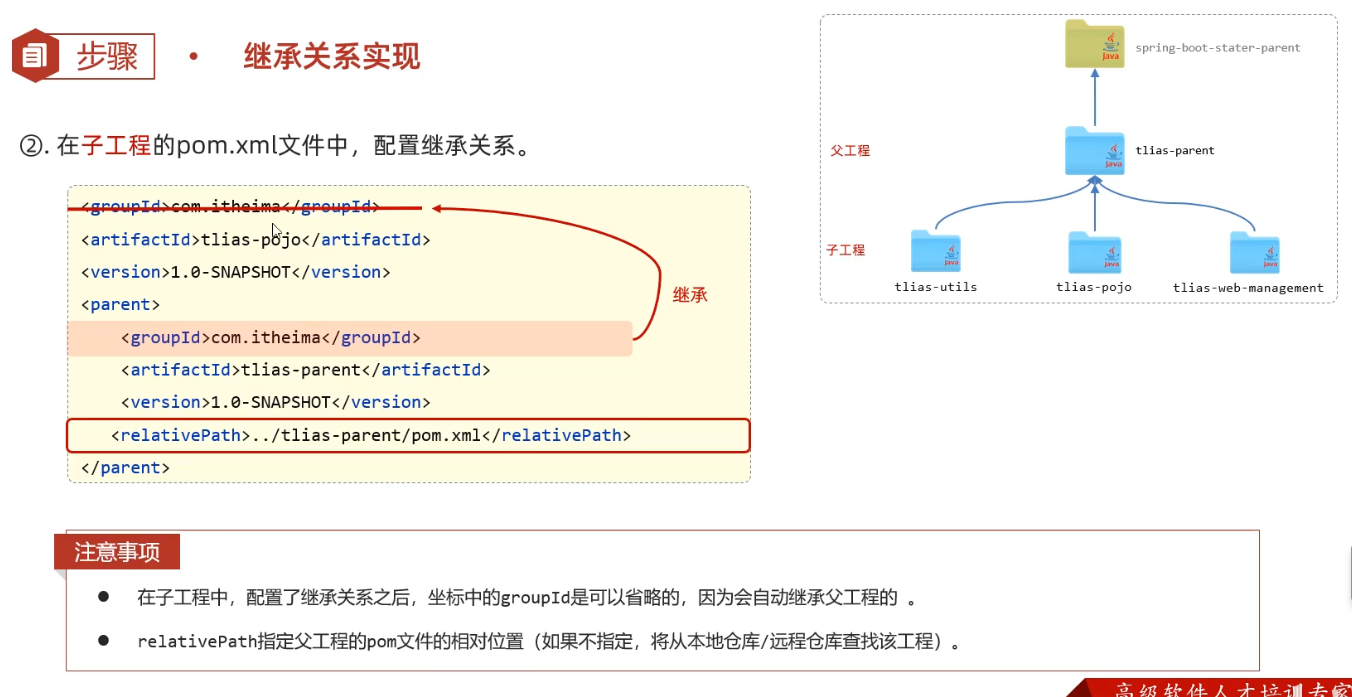 步骤 • 继承关系实现
②. 在子工程的pom.xml文件中，配置继承关系。
<groupId>com.itheima</groupId>
<artifactId>tlias-pojo</artifactId>
<version>1.0-SNAPSHOT</version>
<parent>
<groupId>com.itheima</groupId>
<artifactId>tlias-parent</artifactId>
<version>1.0-SNAPSHOT</version>
<relativePath>../tlias-parent/pom.xml</relativePath>
</parent>
继承
spring-boot-stater-parent
父工程
tlias-parent
子工程
tlias-utils
tlias-pojo
tlias-web-management
Java
Java
Java
Java
Java
注意事项
● 在子工程中，配置了继承关系之后，坐标中的groupId是可以省略的，因为会自动继承父工程的 。
● relativePath指定父工程的pom文件的相对位置（如果不指定，将从本地仓库/远程仓库查找该工程）。
高级软件人才培训专家